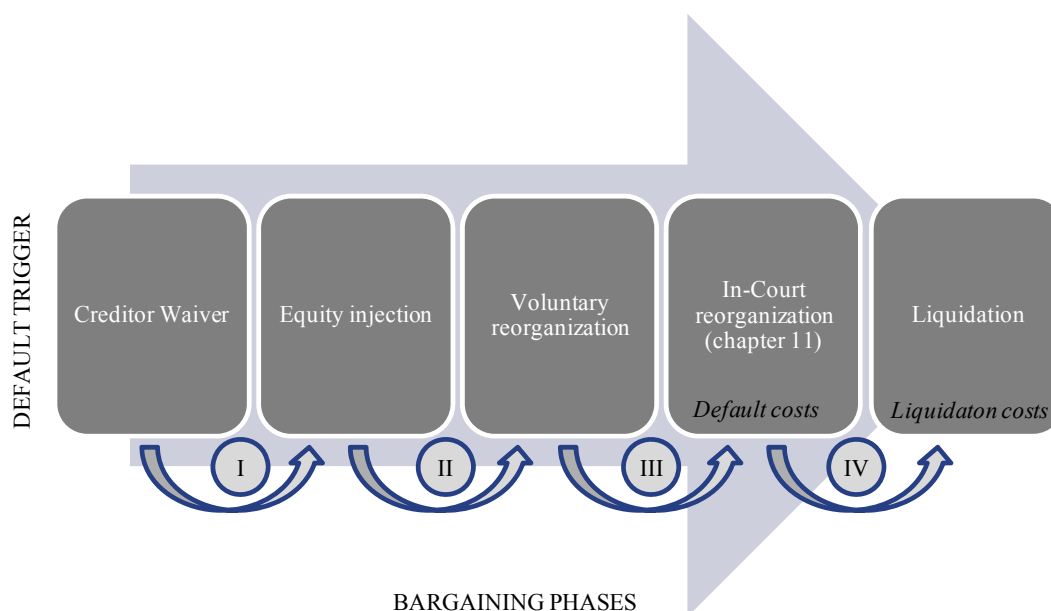 DEFAULT TRIGGER
Creditor Waiver
Equity injection
Voluntary
reorganization
In-Court
reorganization
(chapter 11)
Default costs
Liquidation
Liquidaton costs
I
II
III
IV
BARGAINING PHASES